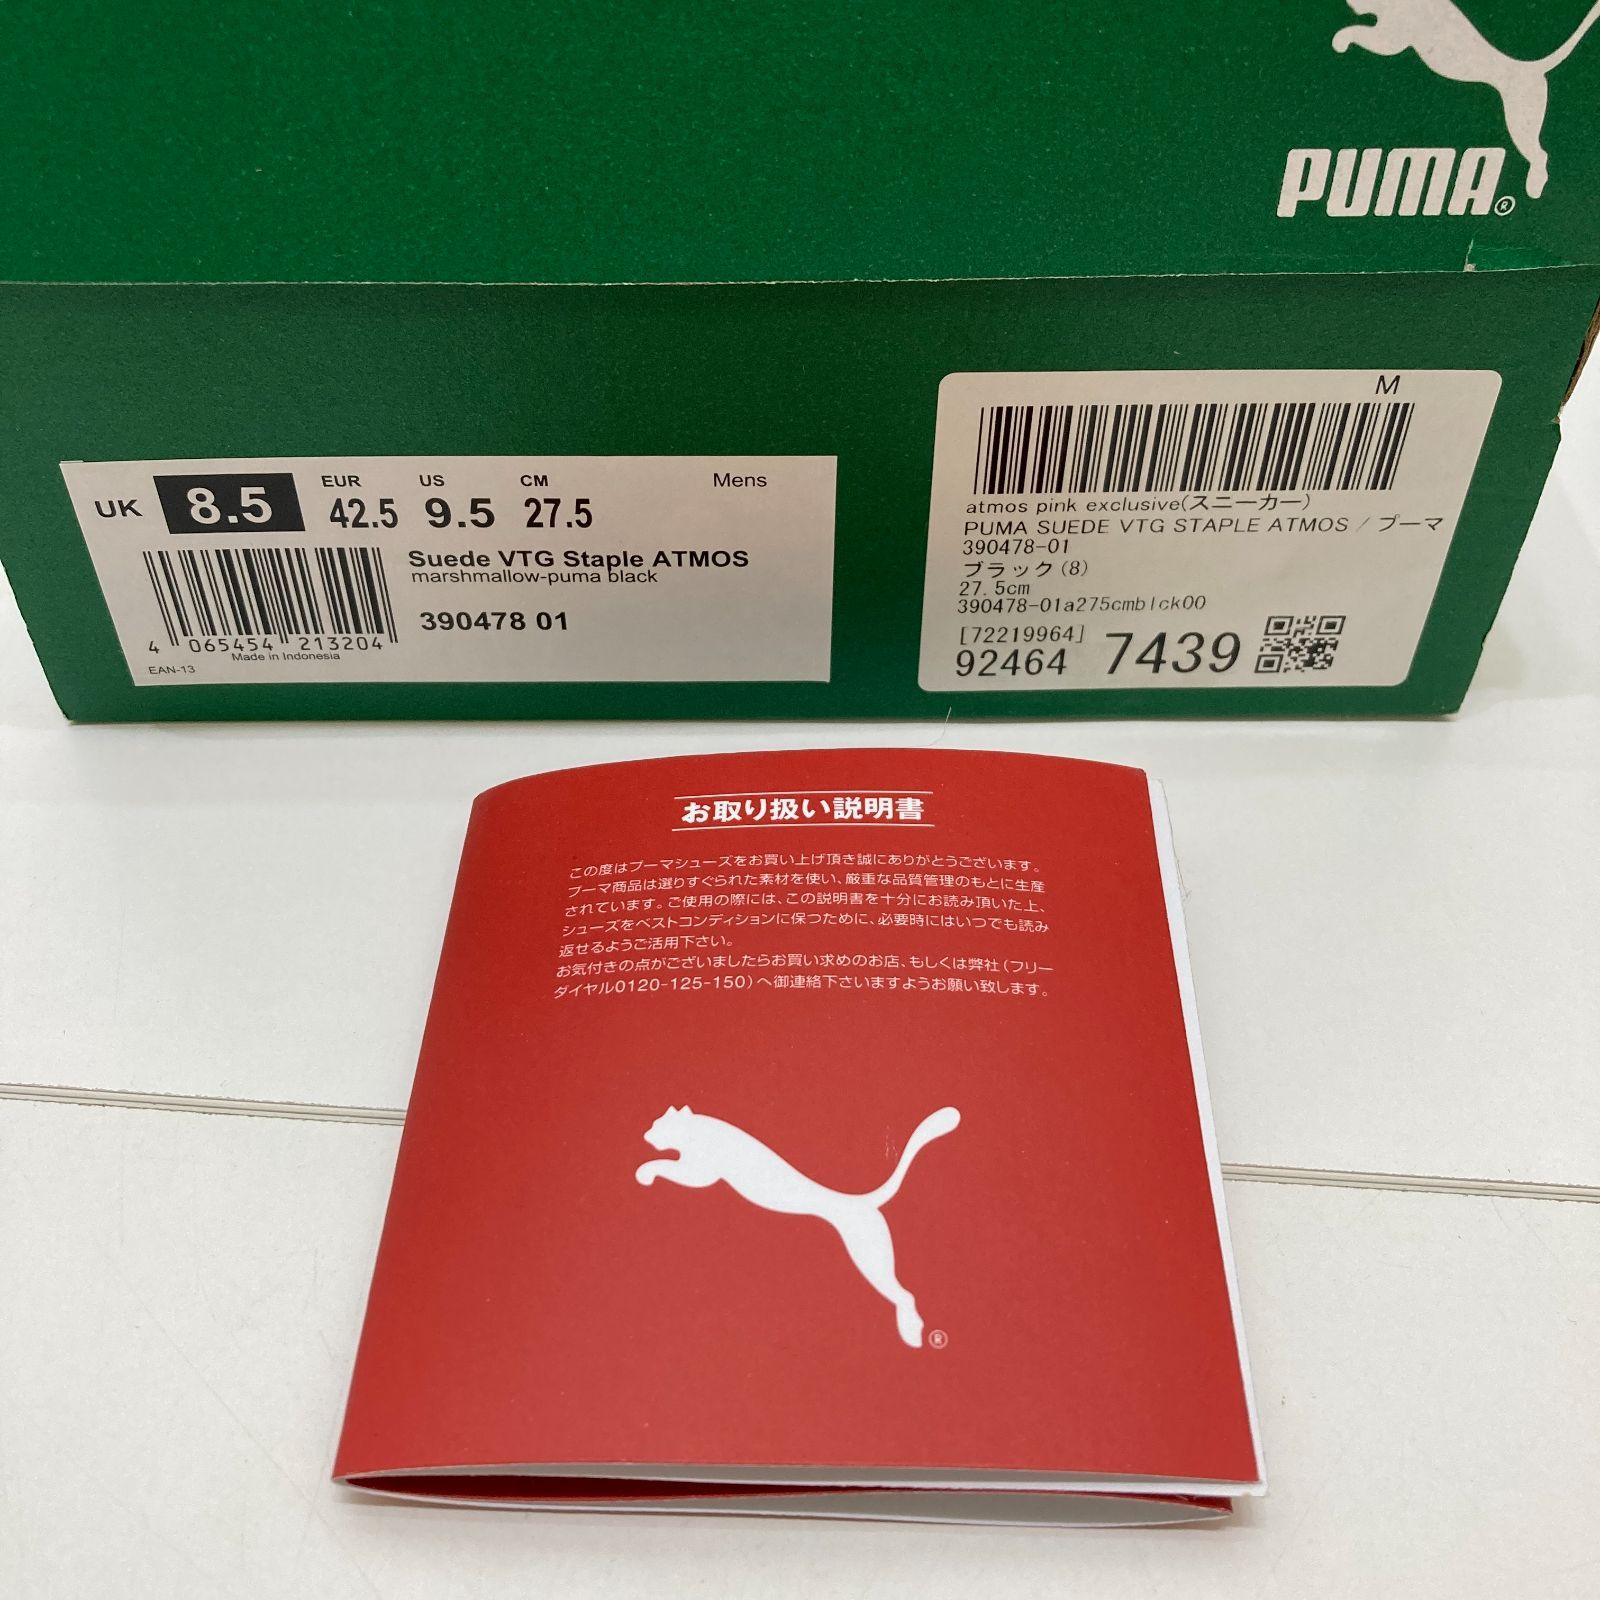 PUMA®
UK 8.5 EUR 42.5 US 9.5 CM 27.5 Mens
Suede VTG Staple ATMOS
marshmallow-puma black
390478 01
4 065454 213204
Made in Indonesia
EAN-13
M
atmos pink exclusive(スニーカー)
PUMA SUEDE VTG STAPLE ATMOS / プーマ
390478-01
ブラック(8)
27.5cm
390478-01a275cmblck00
[72219964]
92464 7439
お取り扱い説明書
この度はプーマシューズをお買い上げ頂き誠にありがとうございます。
プーマ商品は選りすぐられた素材を使い、厳重な品質管理のもとに生産
されています。ご使用の際には、この説明書を十分にお読み頂いた上、
シューズをベストコンディションに保つために、必要時にはいつでも読み
返せるようご活用下さい。
お気付きの点がございましたらお買い求めのお店、もしくは弊社(フリー
ダイヤル0120-125-150)へ御連絡下さいますようお願い致します。
®